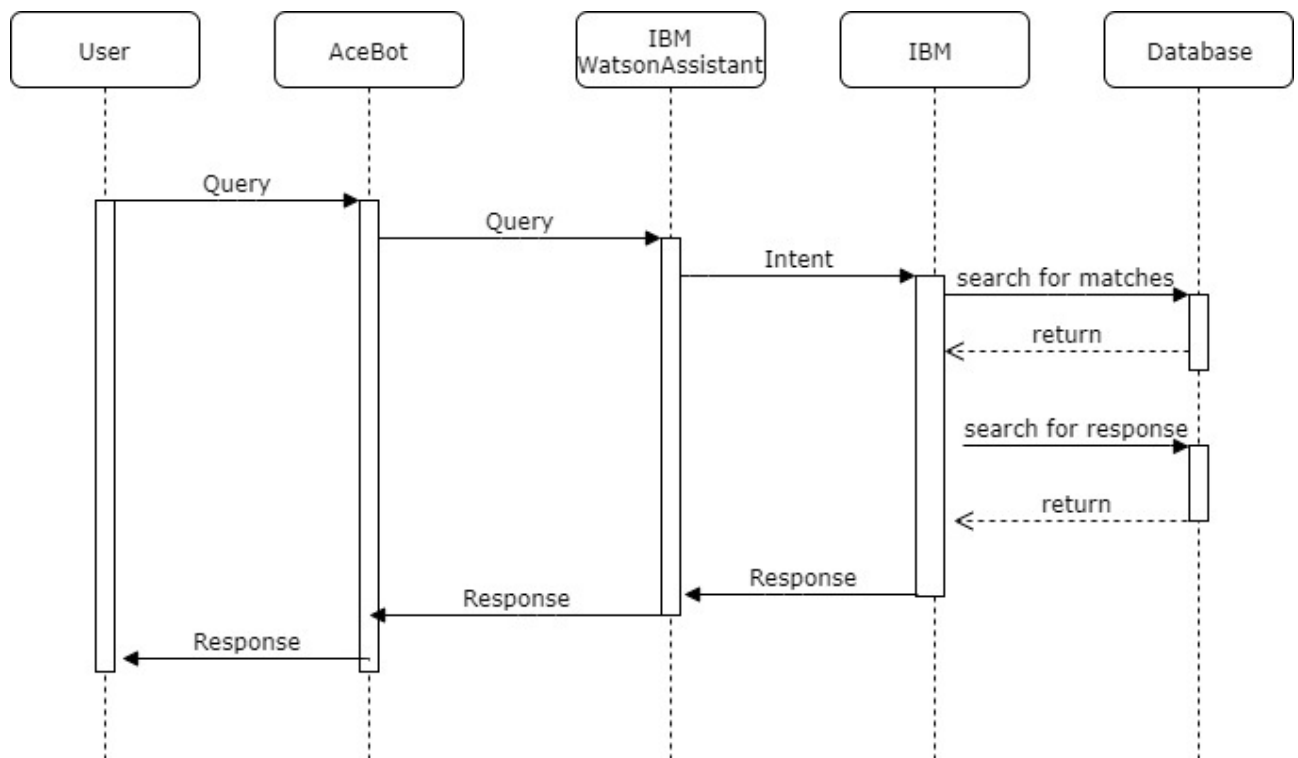 User
AceBot
IBM
WatsonAssistant
IBM
Database
Query
Query
Intent
search for matches
return
search for response
return
Response
Response
Response